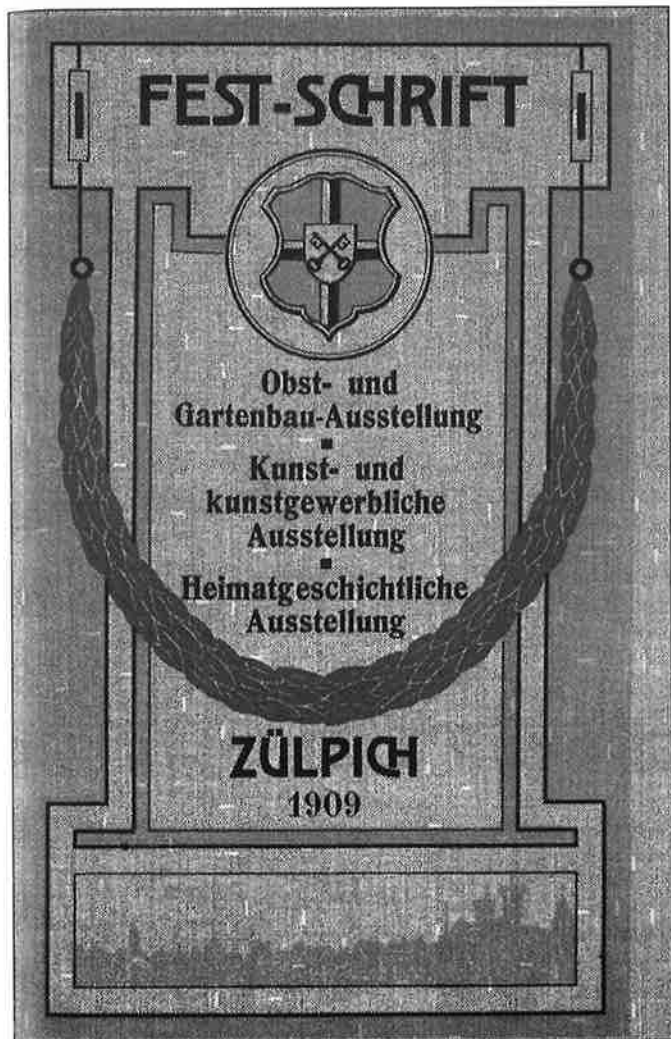 FEST-SCHRIFT
Obst- und
Gartenbau-Ausstellung
Kunst- und
kunstgewerbliche
Ausstellung
Heimatgeschichtliche
Ausstellung
ZÜLPICH
1909